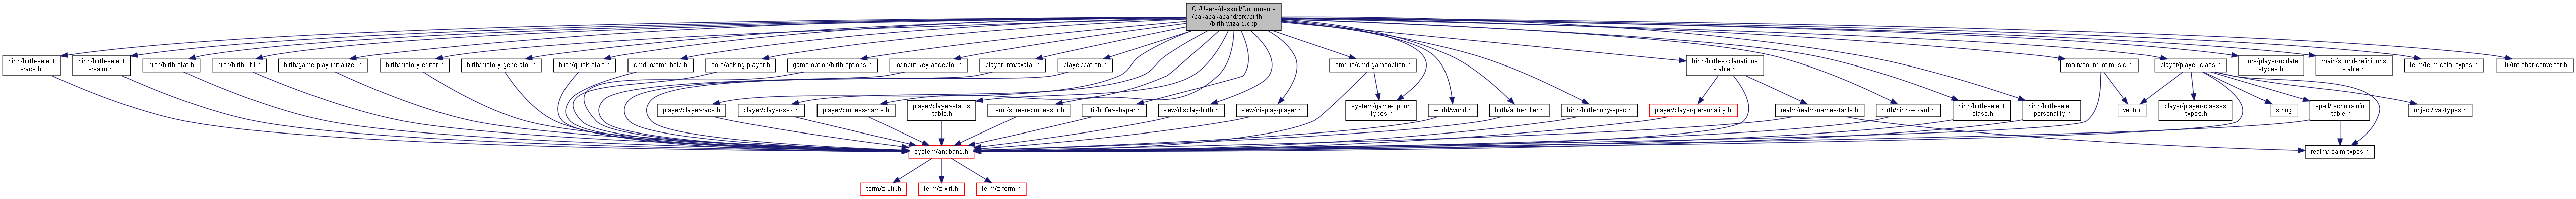 C:/Users/deskull/Documents
/bakabakaband/src/birth
/birth-wizard.cpp
birth/birth-select
-race.h
birth/birth-select
-realm.h
birth/birth-stat.h
birth/birth-util.h
birth/game-play-initializer.h
birth/history-editor.h
birth/history-generator.h
birth/quick-start.h
cmd-io/cmd-help.h
core/asking-player.h
game-option/birth-options.h
io/input-key-acceptor.h
player-info/avatar.h
player/patron.h
cmd-io/cmd-gameoption.h
birth/birth-explanations
-table.h
main/sound-of-music.h
player/player-class.h
core/player-update
-types.h
main/sound-definitions
-table.h
term/term-color-types.h
util/int-char-converter.h
player/player-race.h
player/player-sex.h
player/process-name.h
player/player-status
-table.h
term/screen-processor.h
util/buffer-shaper.h
view/display-birth.h
view/display-player.h
system/game-option
-types.h
world/world.h
birth/auto-roller.h
birth/birth-body-spec.h
player/player-personality.h
realm/realm-names-table.h
birth/birth-wizard.h
birth/birth-select
-class.h
birth/birth-select
-personality.h
vector
player/player-classes
-types.h
string
spell/technic-info
-table.h
object/tval-types.h
system/angband.h
realm/realm-types.h
term/z-util.h
term/z-virt.h
term/z-form.h